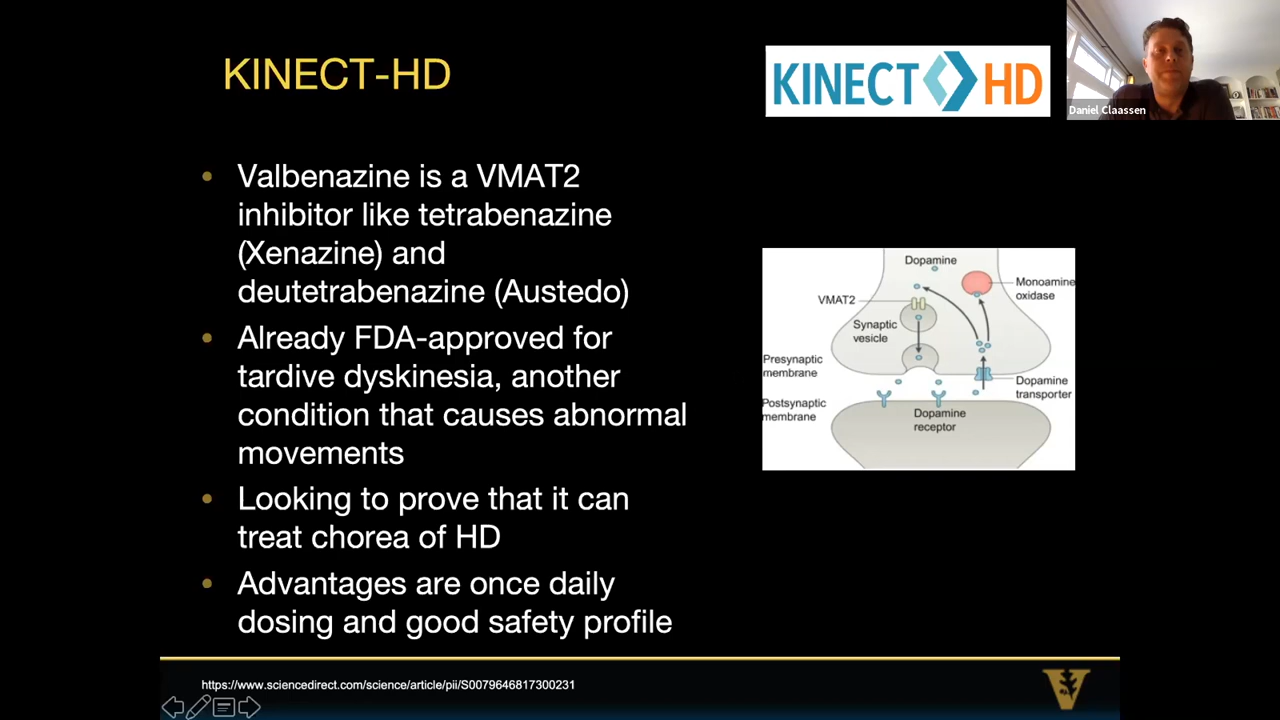 KINECT-HD
KINECT HD
Daniel Claassen
• Valbenazine is a VMAT2
inhibitor like tetrabenazine
(Xenazine) and
deutetrabenazine (Austedo)
• Already FDA-approved for
tardive dyskinesia, another
condition that causes abnormal
movements
• Looking to prove that it can
treat chorea of HD
• Advantages are once daily
dosing and good safety profile
Dopamine
Monoamine
oxidase
VMAT2
Synaptic
vesicle
Presynaptic
membrane
Dopamine
transporter
Postsynaptic
membrane
Dopamine
receptor
https://www.sciencedirect.com/science/article/pii/S0079646817300231
V